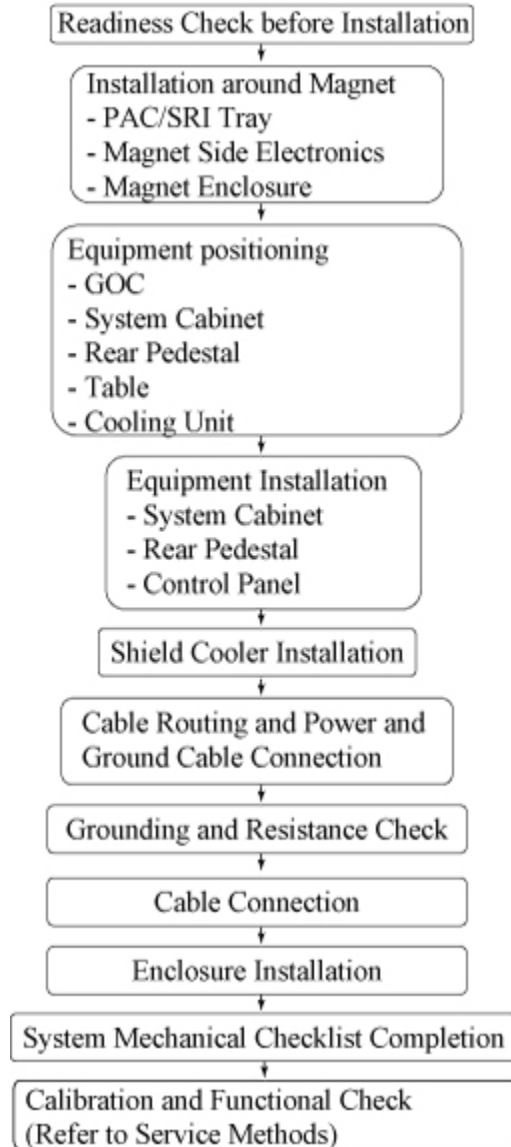 Readiness Check before Installation
Installation around Magnet
- PAC/SRI Tray
- Magnet Side Electronics
- Magnet Enclosure
Equipment positioning
- GOC
- System Cabinet
- Rear Pedestal
- Table
- Cooling Unit
Equipment Installation
- System Cabinet
- Rear Pedestal
- Control Panel
Shield Cooler Installation
Cable Routing and Power and
Ground Cable Connection
Grounding and Resistance Check
Cable Connection
Enclosure Installation
System Mechanical Checklist Completion
Calibration and Functional Check
(Refer to Service Methods)